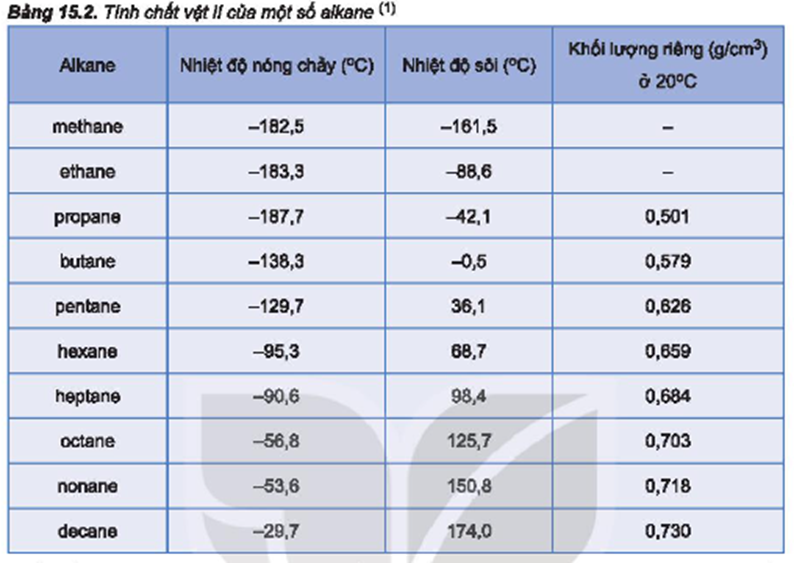 Bảng 15.2. Tính chất vật lí của một số alkane (1)
Alkane Nhiệt độ nóng chảy (ºC) Nhiệt độ sôi (ºC) Khối lượng riêng (g/cm³)
ở 20ºC
methane –182,5 –161,5 –
ethane –183,3 –88,6 –
propane –187,7 –42,1 0,501
butane –138,3 –0,5 0,579
pentane –129,7 36,1 0,626
hexane –95,3 68,7 0,659
heptane –90,6 98,4 0,684
octane –56,8 125,7 0,703
nonane –53,6 150,8 0,718
decane –29,7 174,0 0,730